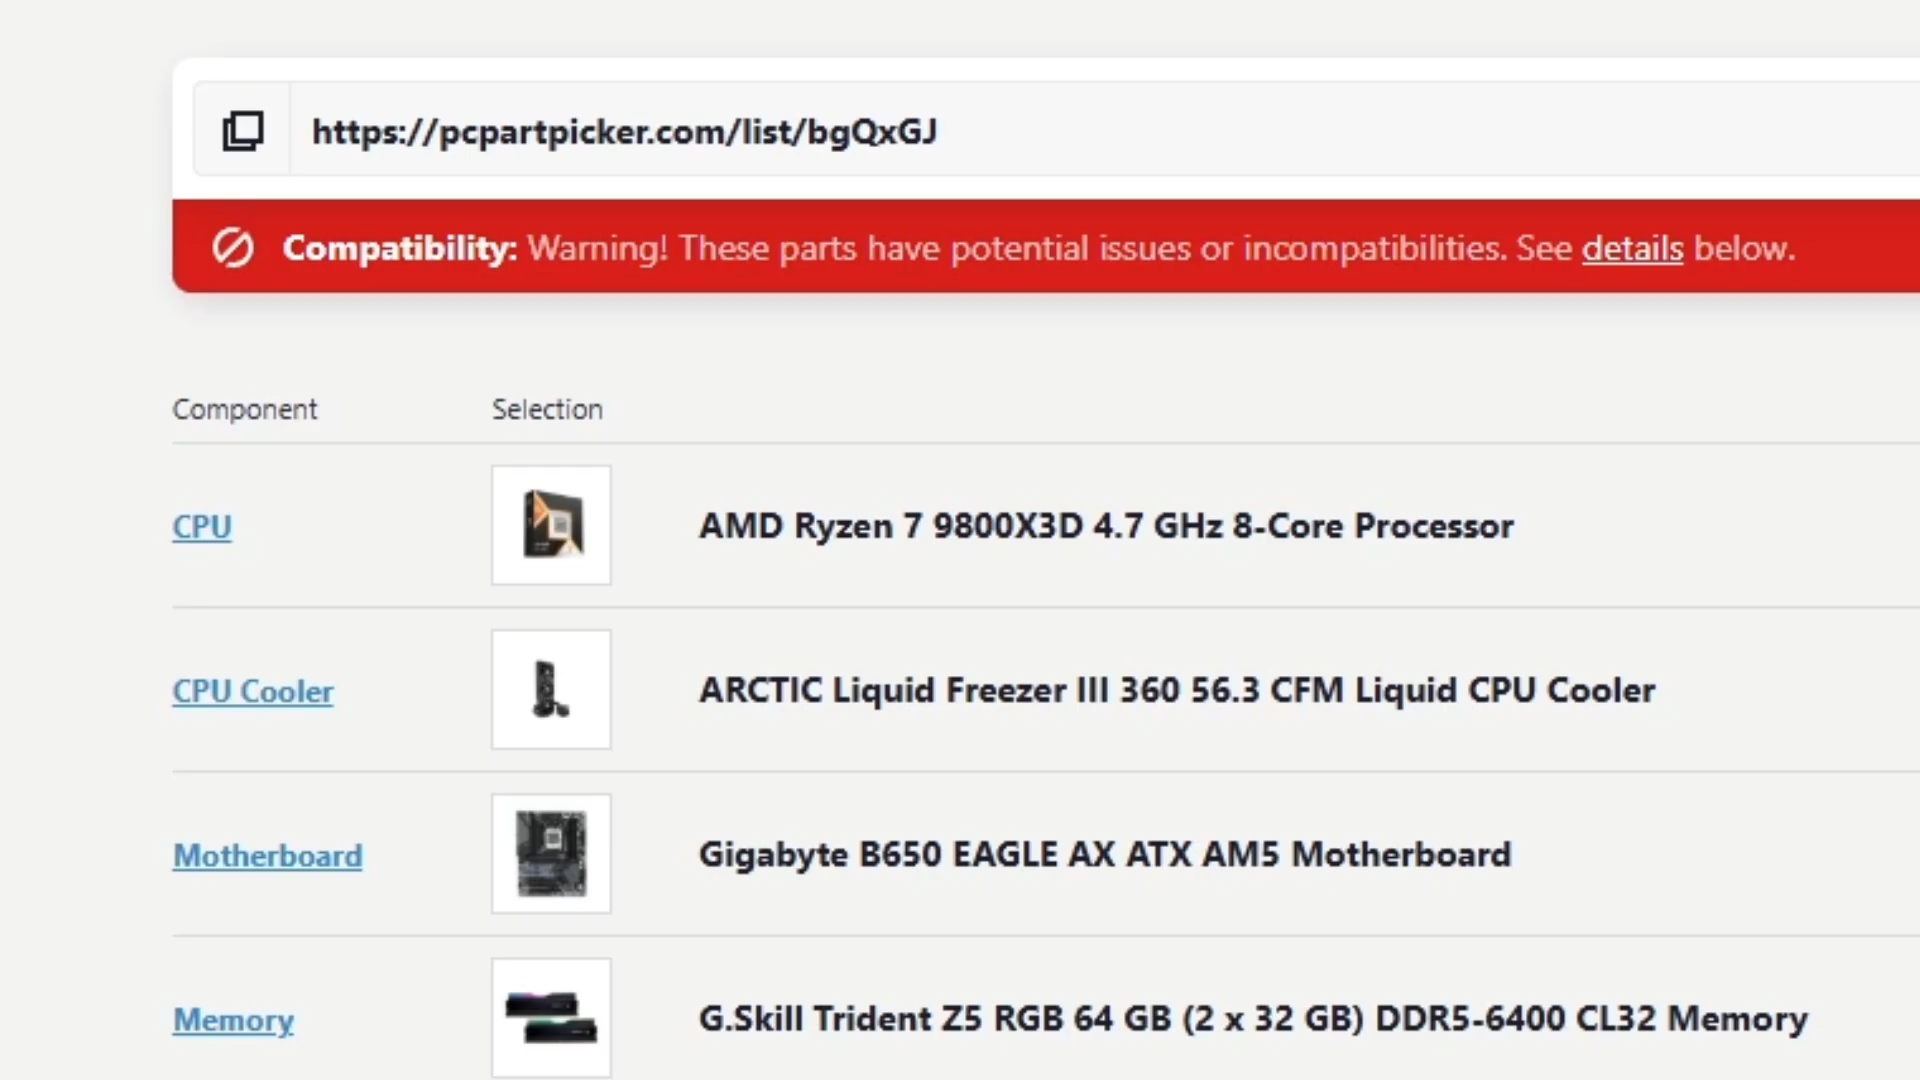 https://pcpartpicker.com/list/bgQxGJ
Compatibility: Warning! These parts have potential issues or incompatibilities. See details below.
Component Selection
CPU AMD Ryzen 7 9800X3D 4.7 GHz 8-Core Processor
CPU Cooler ARCTIC Liquid Freezer III 360 56.3 CFM Liquid CPU Cooler
Motherboard Gigabyte B650 EAGLE AX ATX AM5 Motherboard
Memory G.Skill Trident Z5 RGB 64 GB (2 x 32 GB) DDR5-6400 CL32 Memory